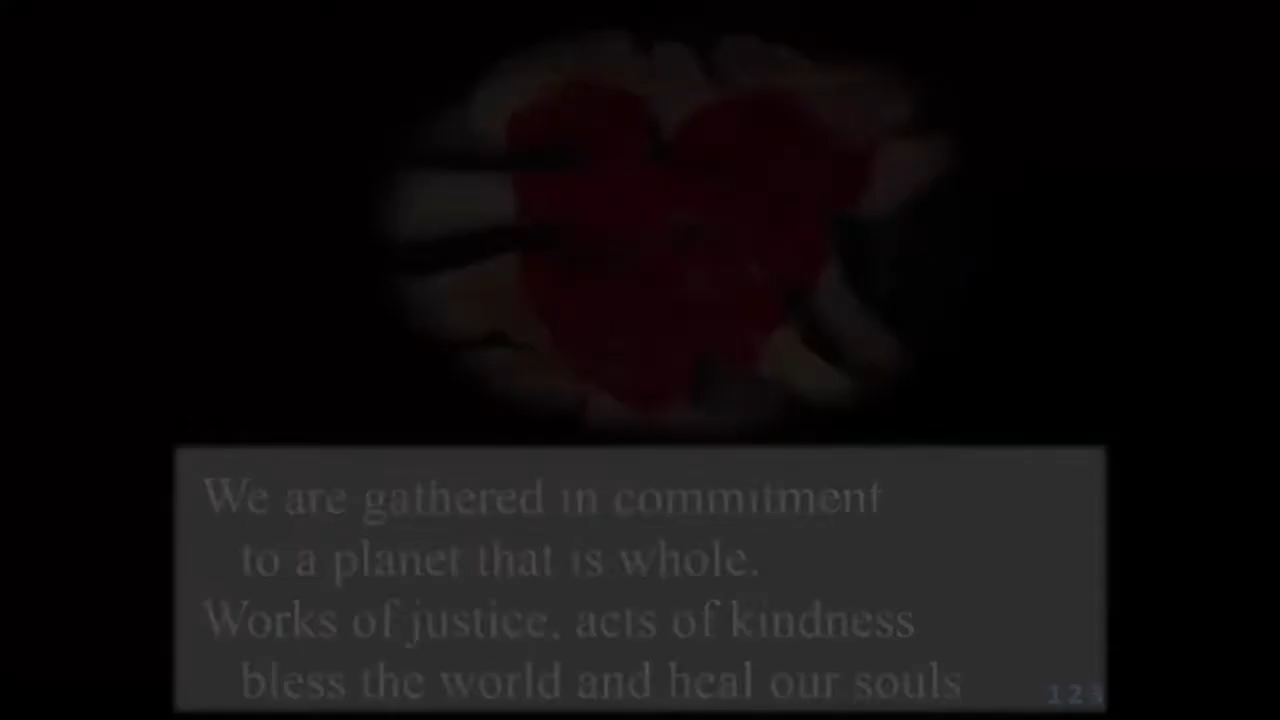 We are gathered in commitment
to a planet that is whole.
Works of justice, acts of kindness
bless the world and heal our souls
123